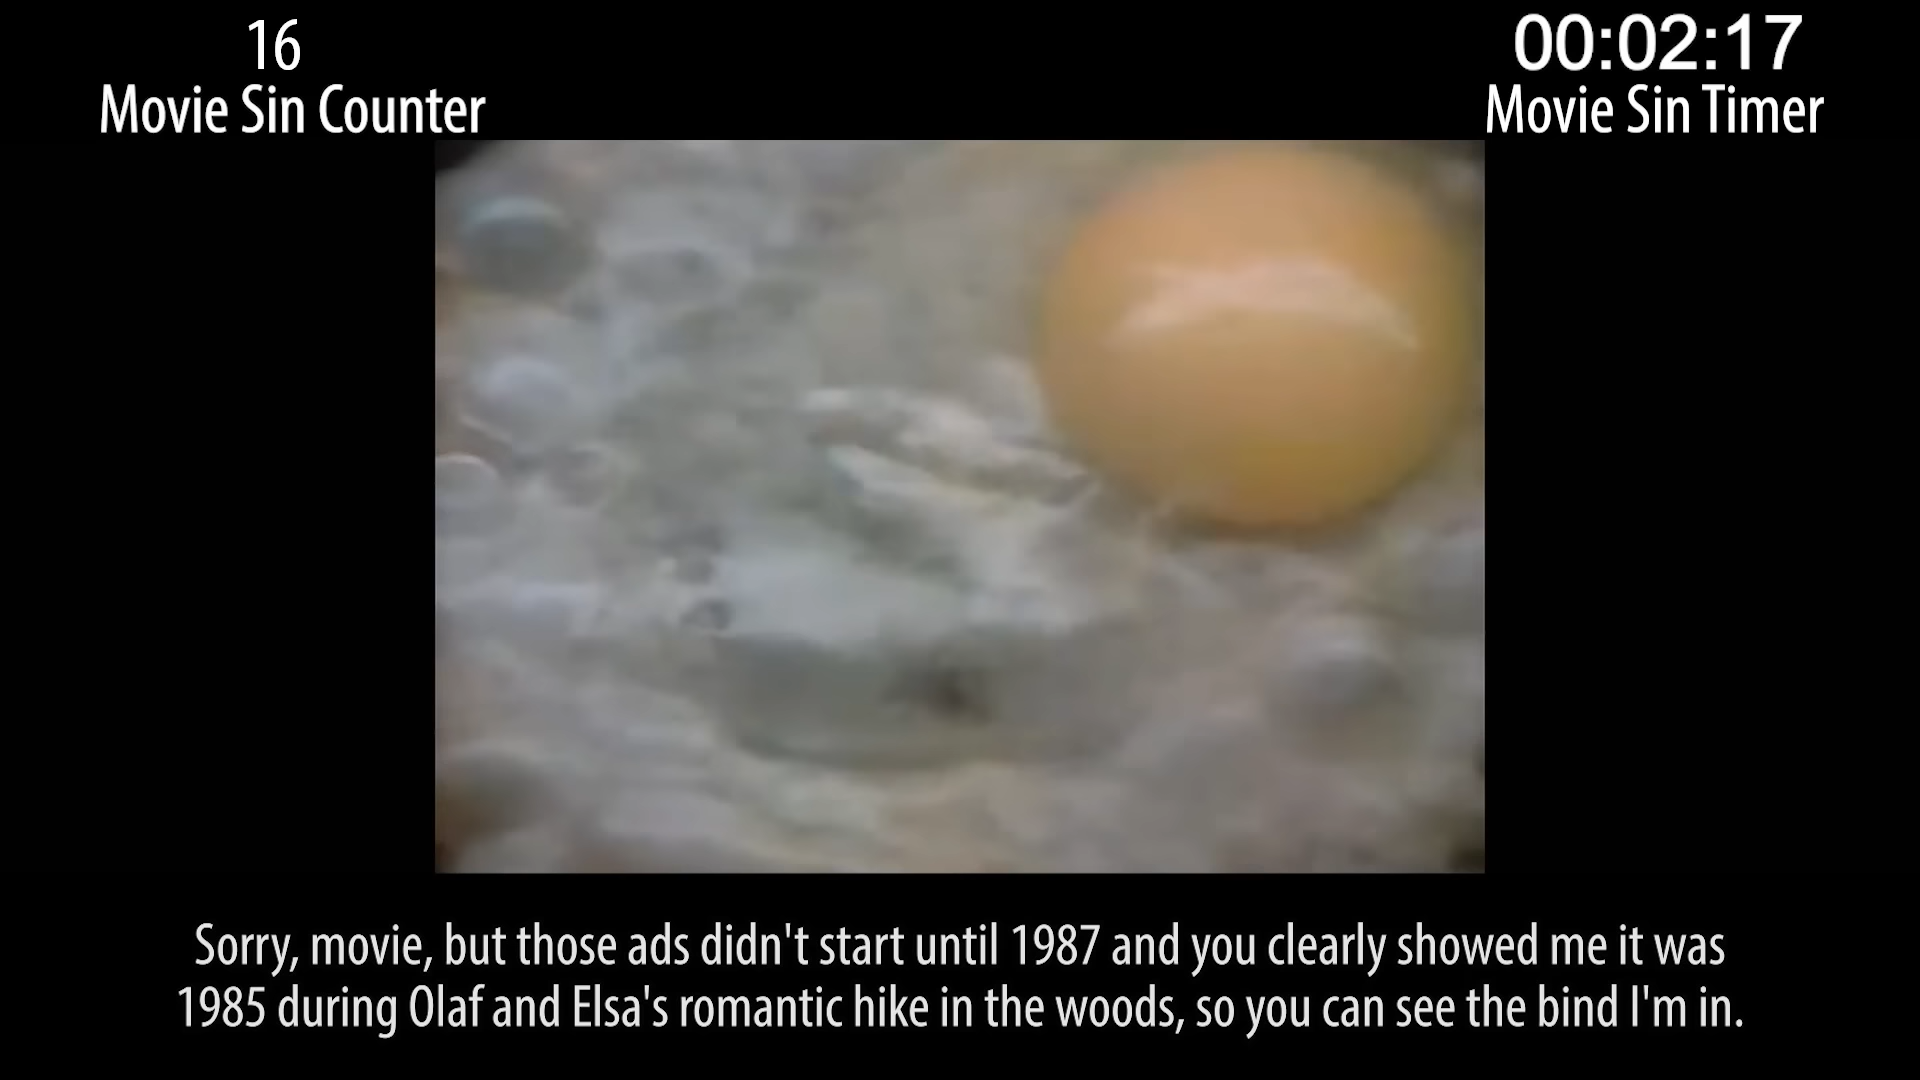 16
Movie Sin Counter
00:02:17
Movie Sin Timer
Sorry, movie, but those ads didn't start until 1987 and you clearly showed me it was
1985 during Olaf and Elsa's romantic hike in the woods, so you can see the bind I'm in.